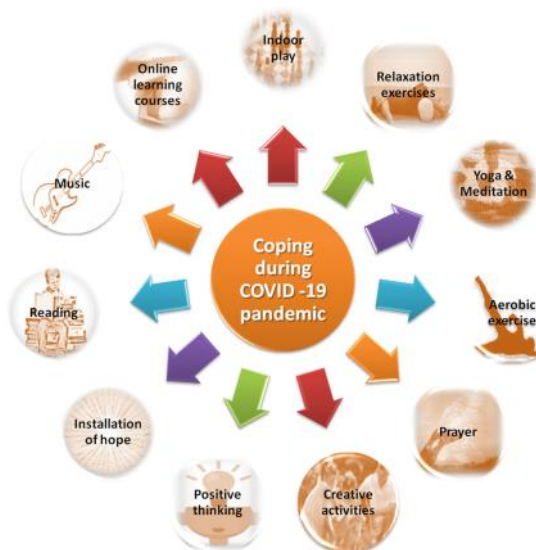 Coping
during
COVID -19
pandemic
Indoor
play
Relaxation
exercises
Yoga &
Meditation
Aerobic
exercise
Prayer
Creative
activities
Positive
thinking
Installation
of hope
Reading
Music
Online
learning
courses